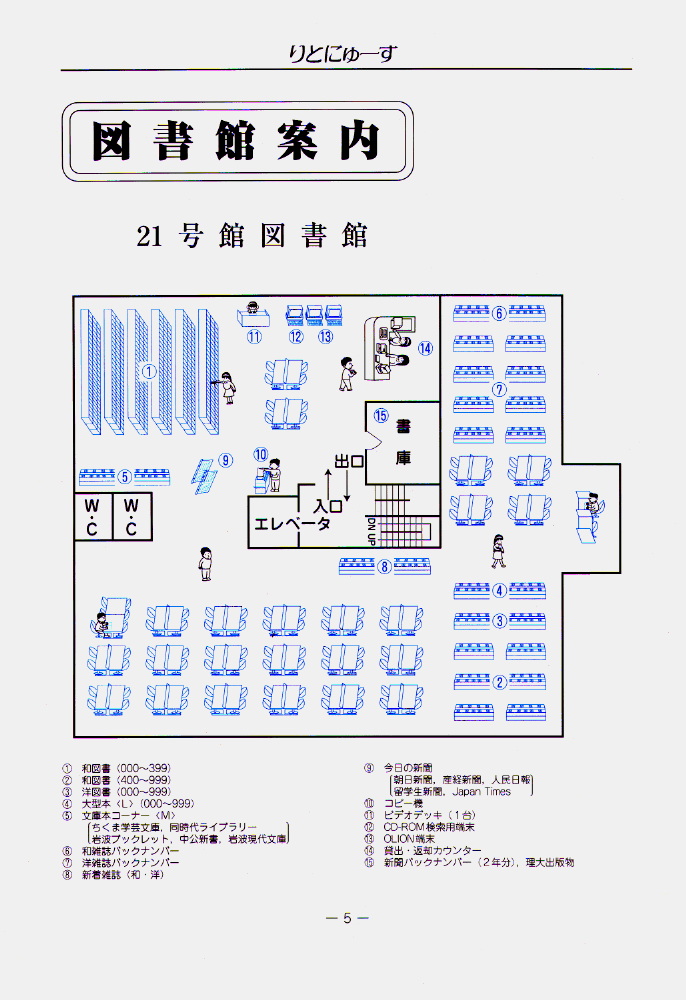 りとにゅーす
図書館案内
21号館図書館
① ⑤ ⑨ ⑩ ⑪ ⑫ ⑬ ⑭ ⑮ ⑥ ⑦ ⑧ ④ ③ ②
書庫
出口
入口
エレベータ
DN UP
W・C
W・C
① 和図書（000〜399）
② 和図書（400〜999）
③ 洋図書（000〜999）
④ 大型本〈L〉（000〜999）
⑤ 文庫本コーナー〈M〉
ちくま学芸文庫，同時代ライブラリー
岩波ブックレット，中公新書，岩波現代文庫
⑥ 和雑誌バックナンバー
⑦ 洋雑誌バックナンバー
⑧ 新着雑誌（和・洋）
⑨ 今日の新聞
朝日新聞，産経新聞，人民日報
留学生新聞，Japan Times
⑩ コピー機
⑪ ビデオデッキ（1台）
⑫ CD-ROM検索用端末
⑬ OLION端末
⑭ 貸出・返却カウンター
⑮ 新聞バックナンバー（2年分），理大出版物
— 5 —